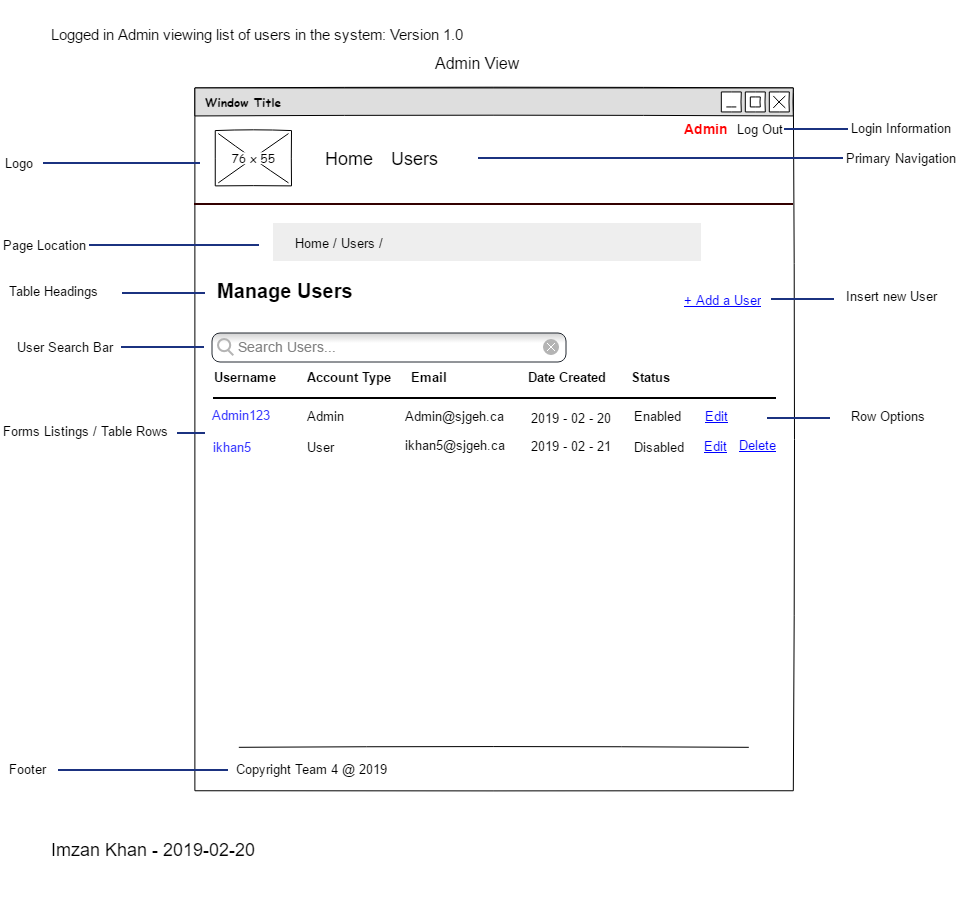 Logged in Admin viewing list of users in the system: Version 1.0
Admin View
Window Title
Admin Log Out
Login Information
Logo
76 x 55
Home Users
Primary Navigation
Page Location
Home / Users /
Table Headings
Manage Users
+ Add a User
Insert new User
User Search Bar
Search Users...
Username Account Type Email Date Created Status
Admin123 Admin Admin@sjgeh.ca 2019 - 02 - 20 Enabled Edit
Row Options
Forms Listings / Table Rows
ikhan5 User ikhan5@sjgeh.ca 2019 - 02 - 21 Disabled Edit Delete
Footer
Copyright Team 4 @ 2019
Imzan Khan - 2019-02-20